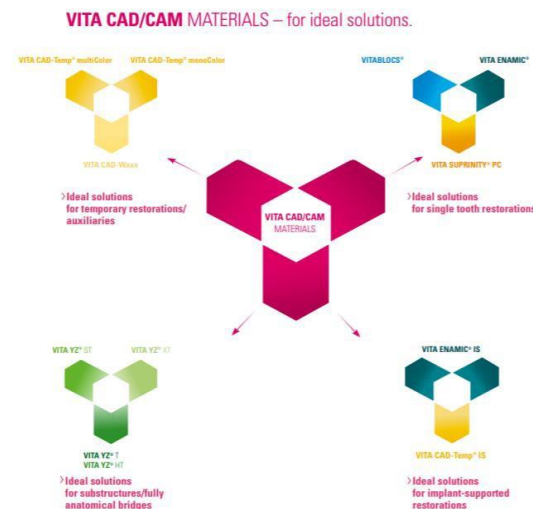 VITA CAD/CAM MATERIALS – for ideal solutions.
VITA CAD-Temp® multiColor
VITA CAD-Temp® monoColor
VITA CAD-Waxx
›Ideal solutions
for temporary restorations/
auxiliaries
VITABLOCS®
VITA ENAMIC®
VITA SUPRINITY® PC
›Ideal solutions
for single tooth restorations
VITA CAD/CAM
MATERIALS
VITA YZ® ST
VITA YZ® XT
VITA YZ® T
VITA YZ® HT
›Ideal solutions
for substructures/fully
anatomical bridges
VITA ENAMIC® IS
VITA CAD-Temp® IS
›Ideal solutions
for implant-supported
restorations